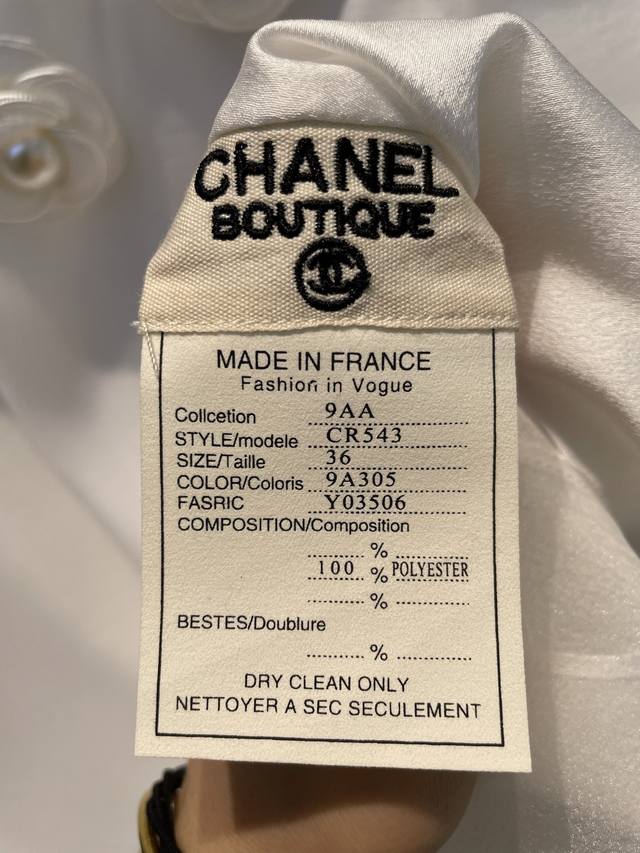 CHANEL
BOUTIQUE
MADE IN FRANCE
Fashion in Vogue
Collcetion 9AA
STYLE/modele CR543
SIZE/Taille 36
COLOR/Coloris 9A305
FASRIC Y03506
COMPOSITION/Composition
%
100 % POLYESTER
%
BESTES/Doublure
%
DRY CLEAN ONLY
NETTOYER A SEC SECULEMENT